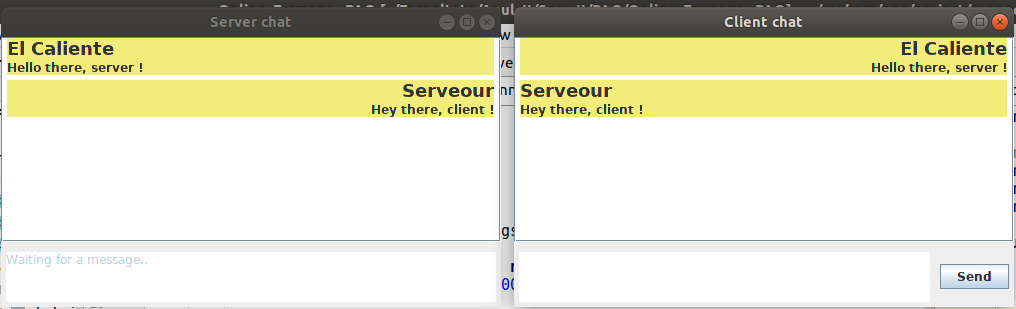 Server chat
El Caliente
Hello there, server !
Serveour
Hey there, client !
Waiting for a message..
Client chat
El Caliente
Hello there, server !
Serveour
Hey there, client !
Send